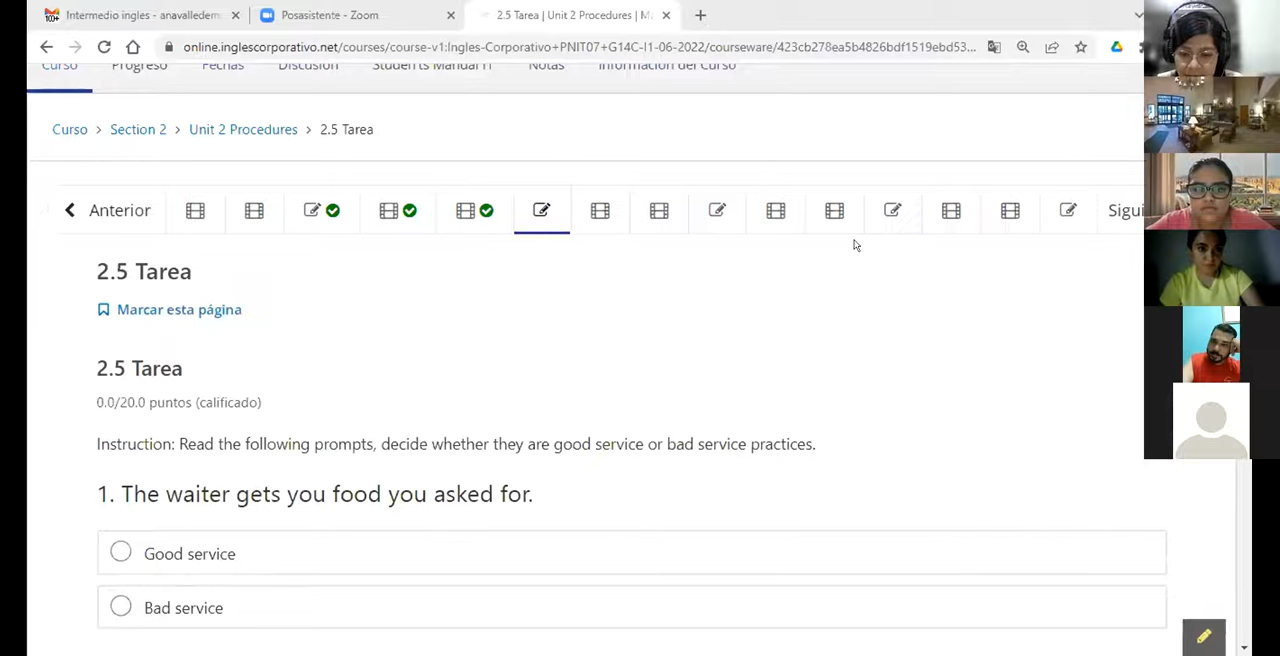 Intermedio ingles - anavalledem
Posasistente - Zoom
2.5 Tarea | Unit 2 Procedures | Ma
online.inglescorporativo.net/courses/course-v1:Ingles-Corporativo+PNIT07+G14C-I1-06-2022/courseware/423cb278ea5b4826bdf1519ebd53...
Curso Progreso Fechas Discusión Students Manual I1 Notas Información del Curso
Curso > Section 2 > Unit 2 Procedures > 2.5 Tarea
Anterior
Sigui
2.5 Tarea
Marcar esta página
2.5 Tarea
0.0/20.0 puntos (calificado)
Instruction: Read the following prompts, decide whether they are good service or bad service practices.
1. The waiter gets you food you asked for.
Good service
Bad service